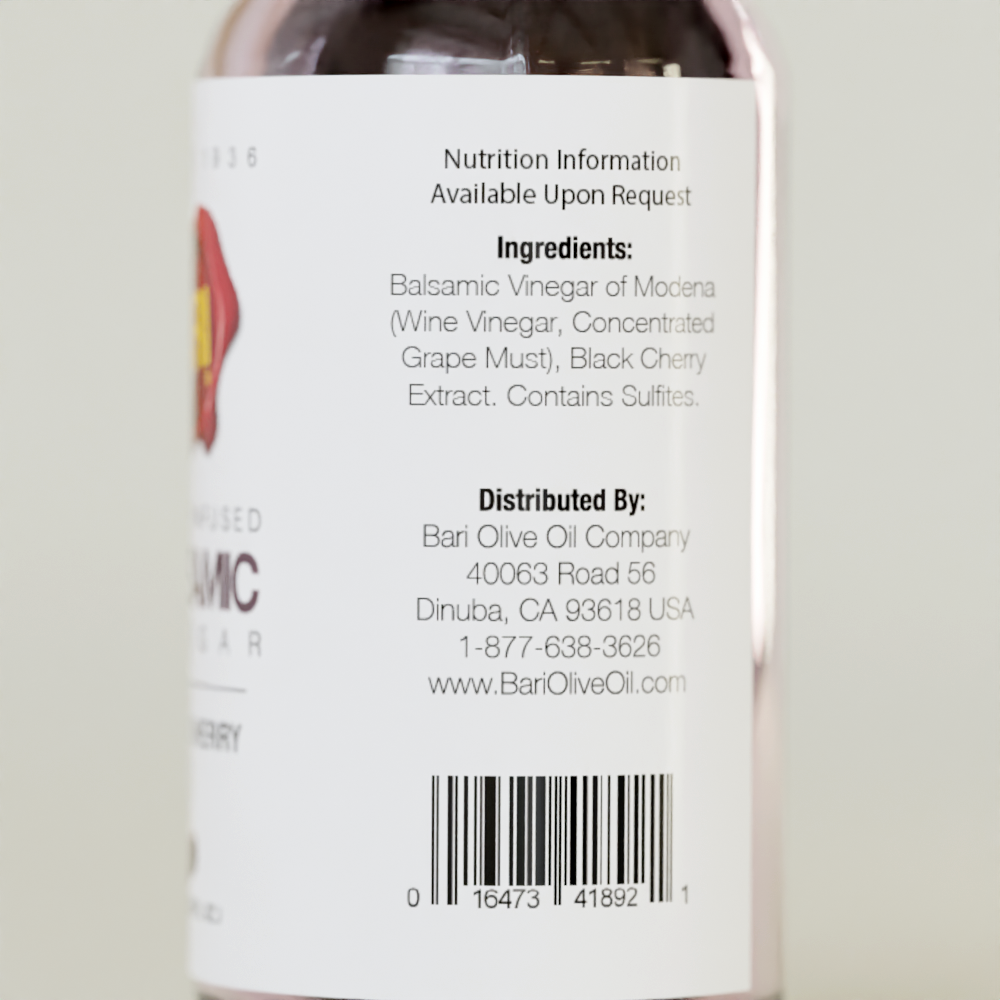 Nutrition Information
Available Upon Request
Ingredients:
Balsamic Vinegar of Modena
(Wine Vinegar, Concentrated
Grape Must), Black Cherry
Extract. Contains Sulfites.
Distributed By:
Bari Olive Oil Company
40063 Road 56
Dinuba, CA 93618 USA
1-877-638-3626
www.BariOliveOil.com
0 16473 41892 1